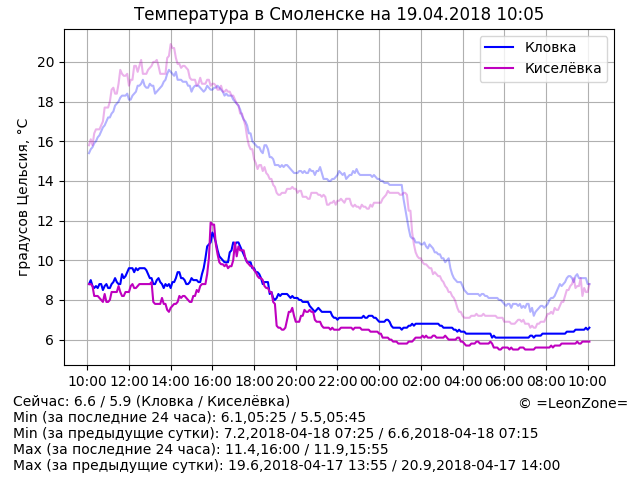 Температура в Смоленске на 19.04.2018 10:05
Кловка
Киселёвка
градусов Цельсия, °C
20
18
16
14
12
10
8
6
10:00 12:00 14:00 16:00 18:00 20:00 22:00 00:00 02:00 04:00 06:00 08:00 10:00
Сейчас: 6.6 / 5.9 (Кловка / Киселёвка)
© =LeonZone=
Min (за последние 24 часа): 6.1,05:25 / 5.5,05:45
Min (за предыдущие сутки): 7.2,2018-04-18 07:25 / 6.6,2018-04-18 07:15
Max (за последние 24 часа): 11.4,16:00 / 11.9,15:55
Max (за предыдущие сутки): 19.6,2018-04-17 13:55 / 20.9,2018-04-17 14:00